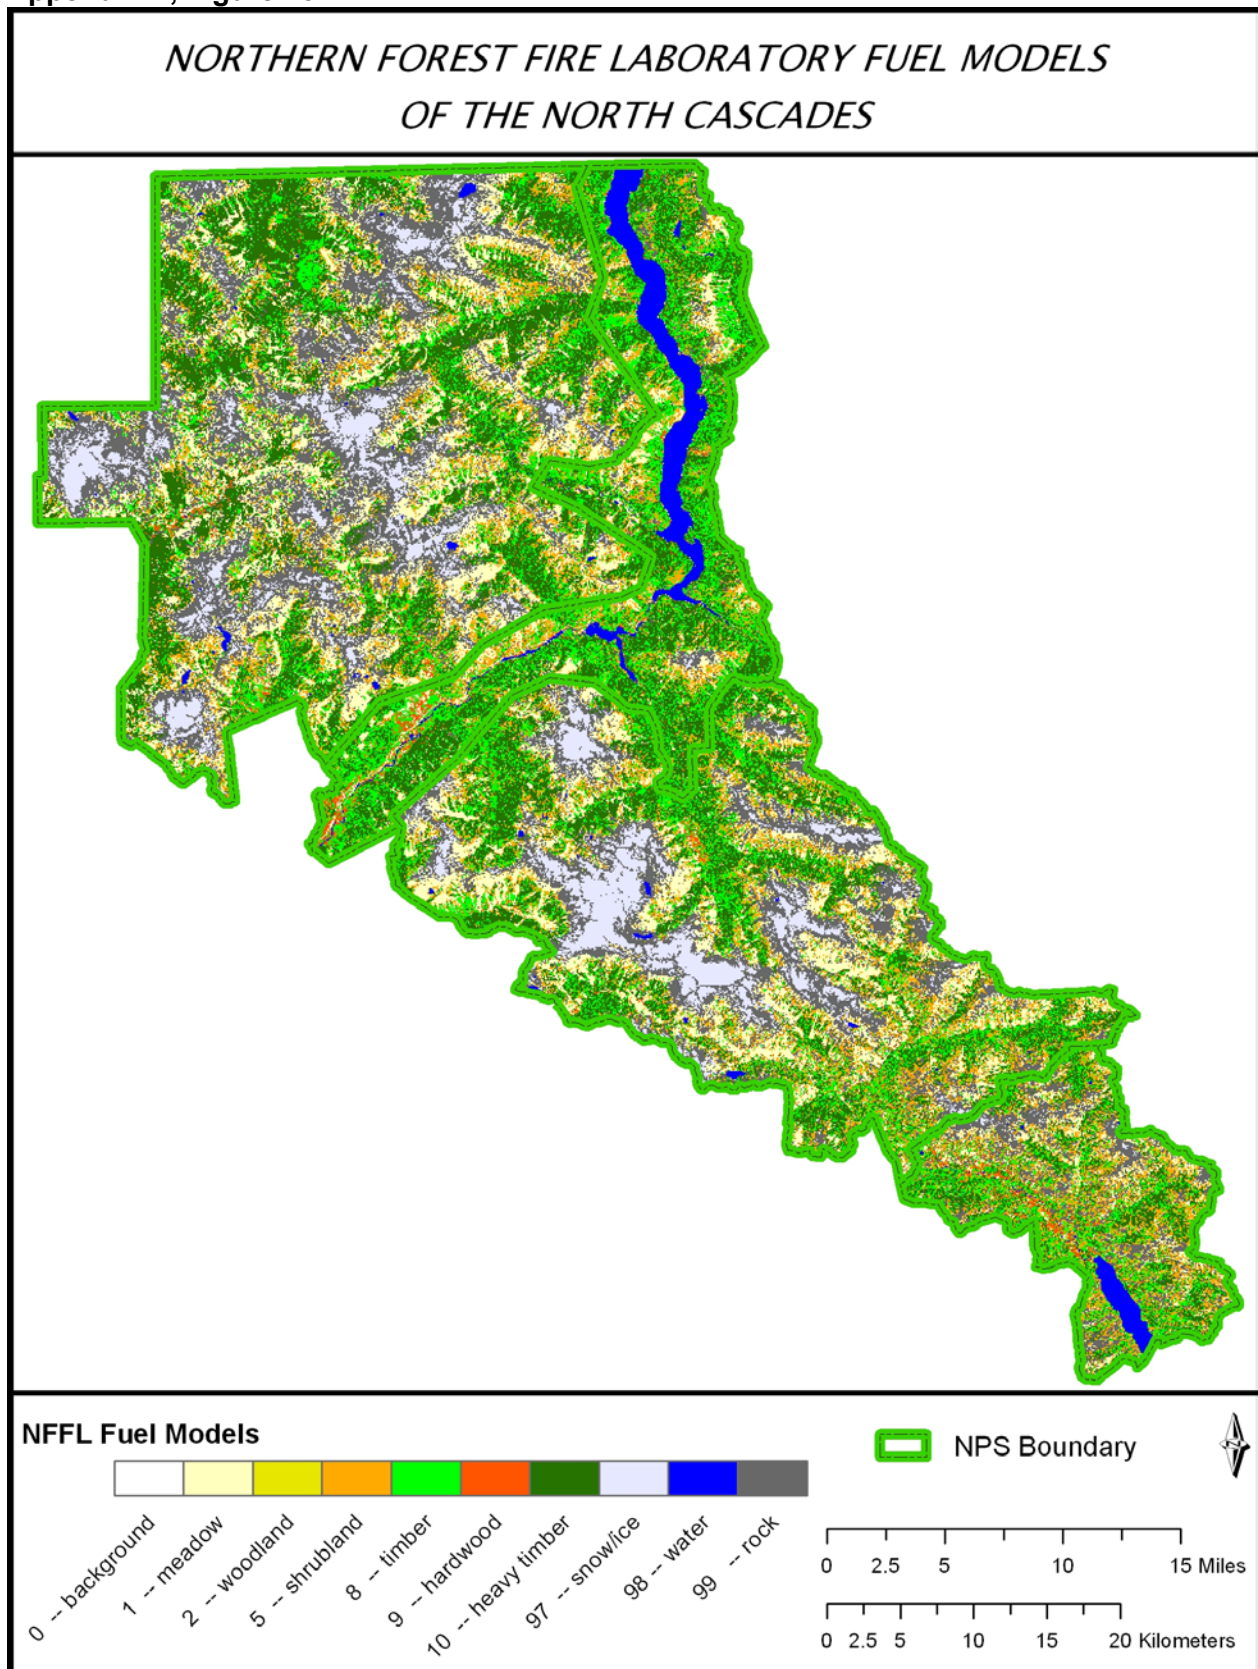 NORTHERN FOREST FIRE LABORATORY FUEL MODELS
OF THE NORTH CASCADES
NFFL Fuel Models
0 -- background
1 -- meadow
2 -- woodland
5 -- shrubland
8 -- timber
9 -- hardwood
10 -- heavy timber
97 -- snow/ice
98 -- water
99 -- rock
NPS Boundary
0 2.5 5 10 15 Miles
0 2.5 5 10 15 20 Kilometers